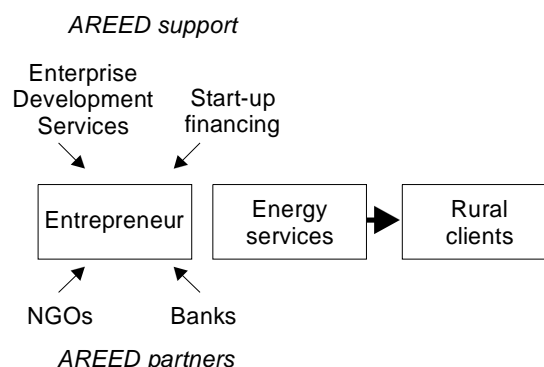 AREED support
Enterprise
Development
Services
Start-up
financing
Entrepreneur
Energy
services
Rural
clients
NGOs
Banks
AREED partners